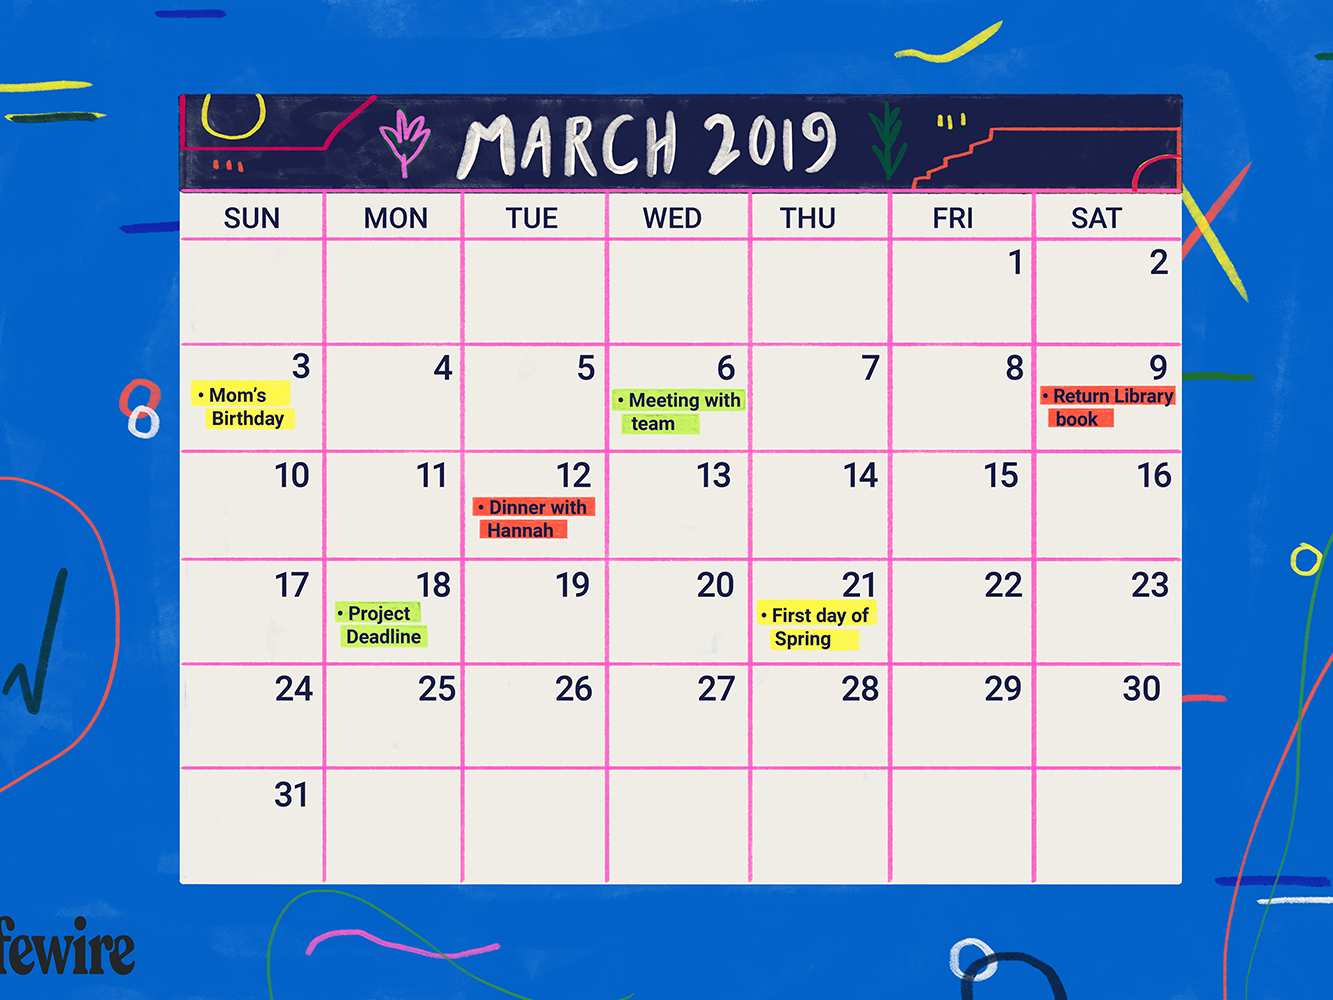 MARCH 2019
SUN MON TUE WED THU FRI SAT
1 2
3 4 5 6 7 8 9
• Mom's
Birthday
• Meeting with
team
• Return Library
book
10 11 12 13 14 15 16
• Dinner with
Hannah
17 18 19 20 21 22 23
• Project
Deadline
• First day of
Spring
24 25 26 27 28 29 30
31
fewire